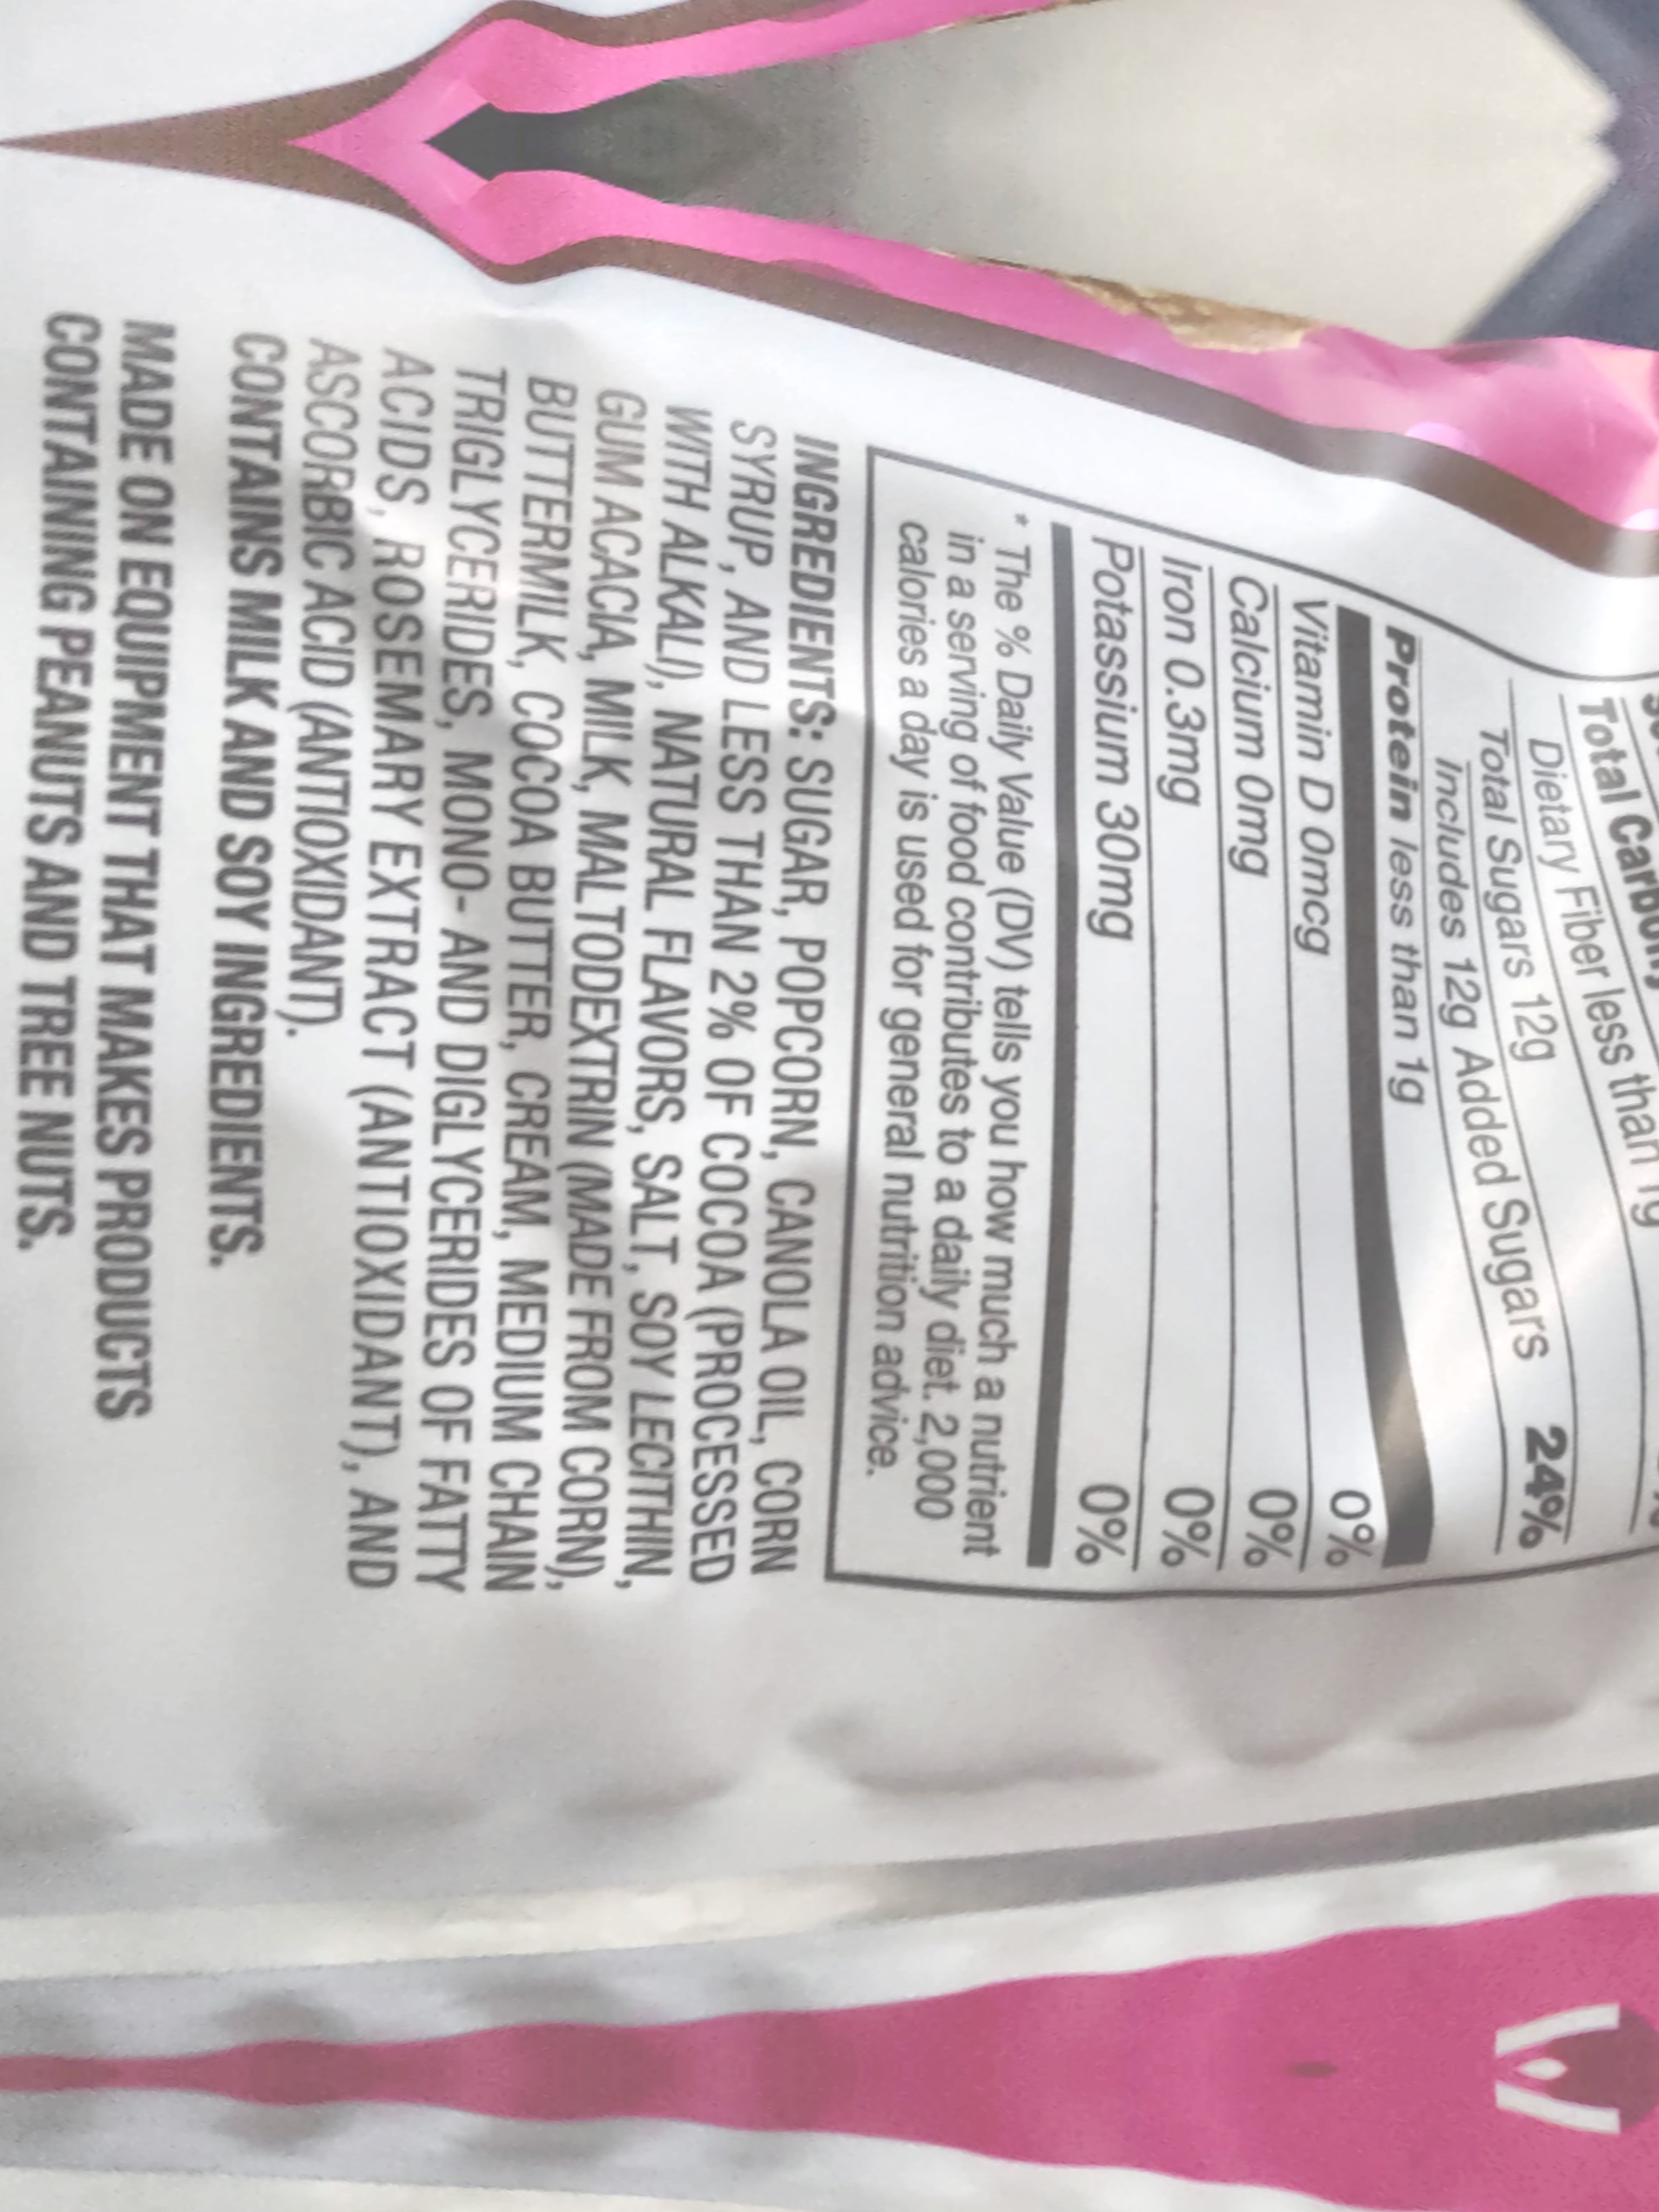 Total Carbohy
Dietary Fiber less than 1g
Total Sugars 12g
Includes 12g Added Sugars 24%
Protein less than 1g
Vitamin D 0mcg 0%
Calcium 0mg 0%
Iron 0.3mg 0%
Potassium 30mg 0%
* The % Daily Value (DV) tells you how much a nutrient
in a serving of food contributes to a daily diet. 2,000
calories a day is used for general nutrition advice.
INGREDIENTS: SUGAR, POPCORN, CANOLA OIL, CORN
SYRUP, AND LESS THAN 2% OF COCOA (PROCESSED
WITH ALKALI), NATURAL FLAVORS, SALT, SOY LECITHIN,
GUM ACACIA, MILK, MALTODEXTRIN (MADE FROM CORN),
BUTTERMILK, COCOA BUTTER, CREAM, MEDIUM CHAIN
TRIGLYCERIDES, MONO- AND DIGLYCERIDES OF FATTY
ACIDS, ROSEMARY EXTRACT (ANTIOXIDANT), AND
ASCORBIC ACID (ANTIOXIDANT).
CONTAINS MILK AND SOY INGREDIENTS.
MADE ON EQUIPMENT THAT MAKES PRODUCTS
CONTAINING PEANUTS AND TREE NUTS.